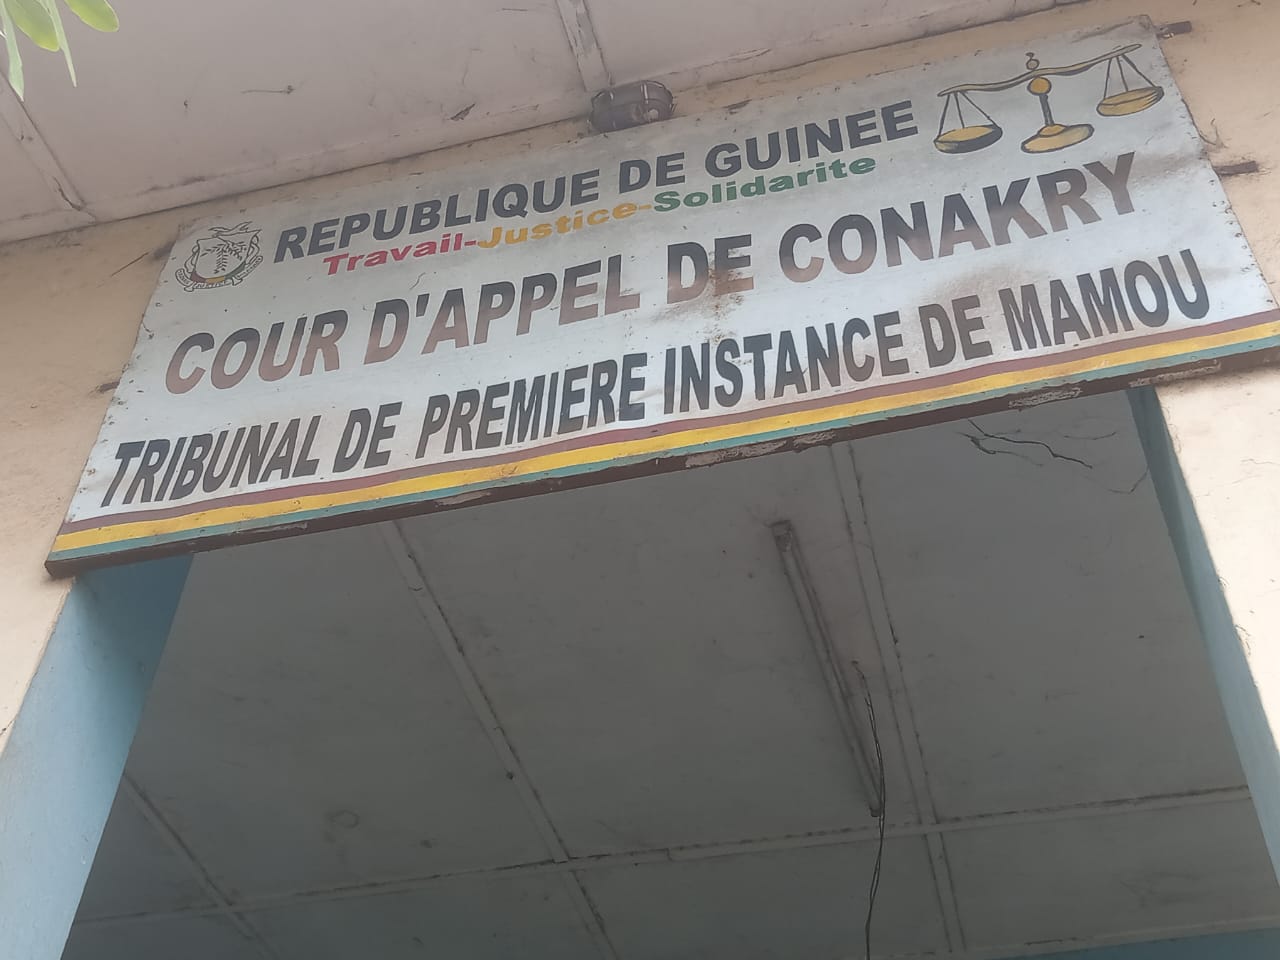 REPUBLIQUE DE GUINEE
Travail-Justice-Solidarite
COUR D'APPEL DE CONAKRY
TRIBUNAL DE PREMIERE INSTANCE DE MAMOU